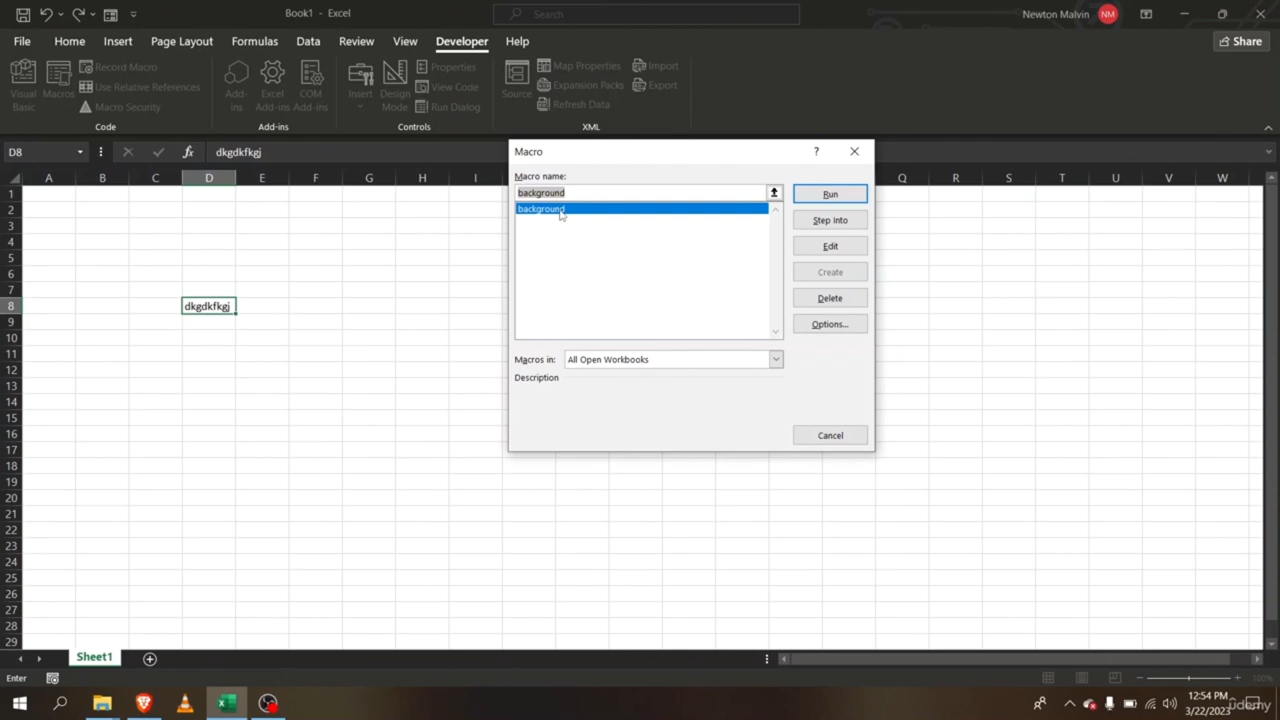 Book1 - Excel
Search
Newton Malvin NM
File Home Insert Page Layout Formulas Data Review View Developer Help Share
Visual Basic
Macros
Record Macro
Use Relative References
Macro Security
Code
Add-ins
Excel Add-ins
COM Add-ins
Add-ins
Insert
Design Mode
Properties
View Code
Run Dialog
Controls
Source
Map Properties
Expansion Packs
Refresh Data
Import
Export
XML
D8 fx dkgdkfkgj
A B C D E F G H I Q R S T U V W
1
2
3
4
5
6
7
8 dkgdkfkgj
9
10
11
12
13
14
15
16
17
18
19
20
21
22
23
24
25
26
27
28
29
Macro ?
Macro name:
background
background
Run
Step Into
Edit
Create
Delete
Options...
Macros in: All Open Workbooks
Description
Cancel
Sheet1
Enter 100%
12:54 PM
3/22/2023
udemy